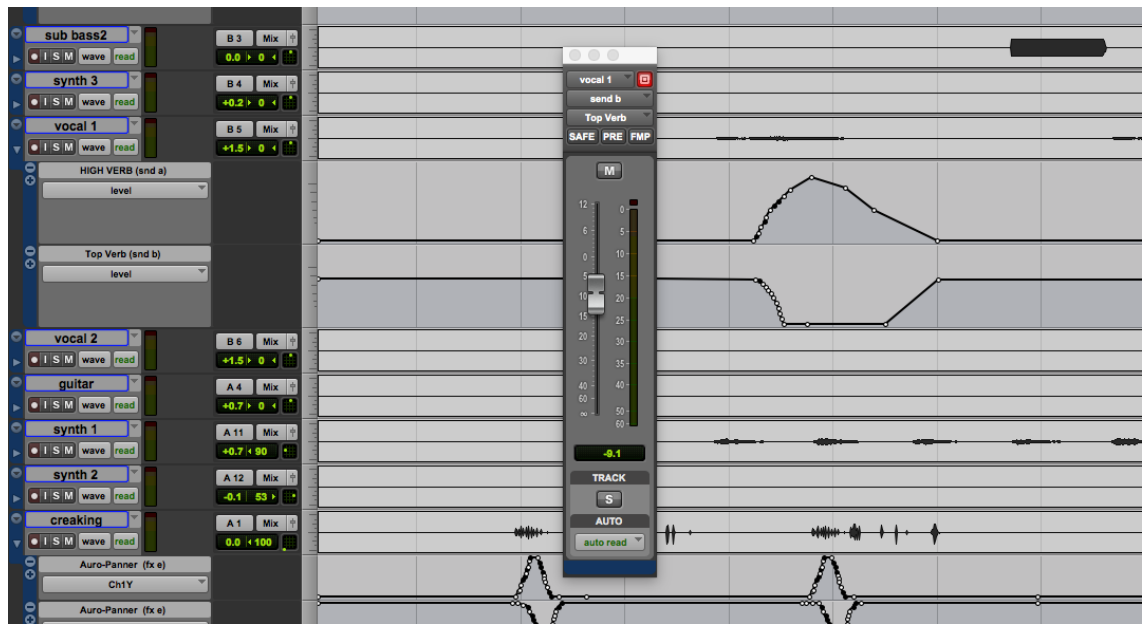 sub bass2
B 3 Mix
I S M wave read
0.0 0
synth 3
B 4 Mix
I S M wave read
+0.2 0
vocal 1
B 5 Mix
I S M wave read
+1.5 0
HIGH VERB (snd a)
level
Top Verb (snd b)
level
vocal 2
B 6 Mix
I S M wave read
+1.5 0
guitar
A 4 Mix
I S M wave read
+0.7 0
synth 1
A 11 Mix
I S M wave read
+0.7 90
synth 2
A 12 Mix
I S M wave read
-0.1 53
creaking
A 1 Mix
I S M wave read
0.0 100
Auro-Panner (fx e)
Ch1Y
Auro-Panner (fx e)
vocal 1
send b
Top Verb
SAFE PRE FMP
M
12 0
6 5
0 10
5 15
10 20
15 25
20 30
30 35
40 40
60 50
∞ 60
-9.1
TRACK
S
AUTO
auto read